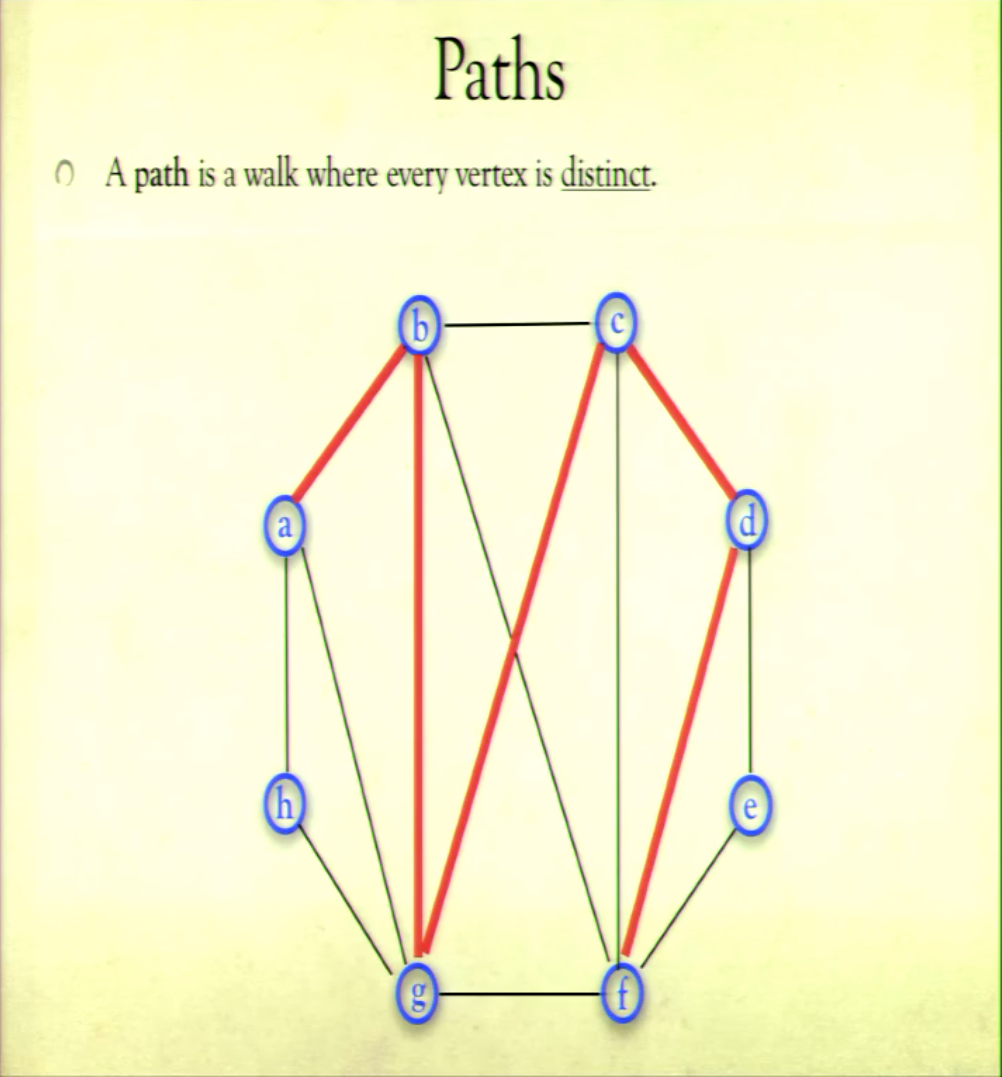 Paths
A path is a walk where every vertex is distinct.
b
c
a
d
h
e
g
f